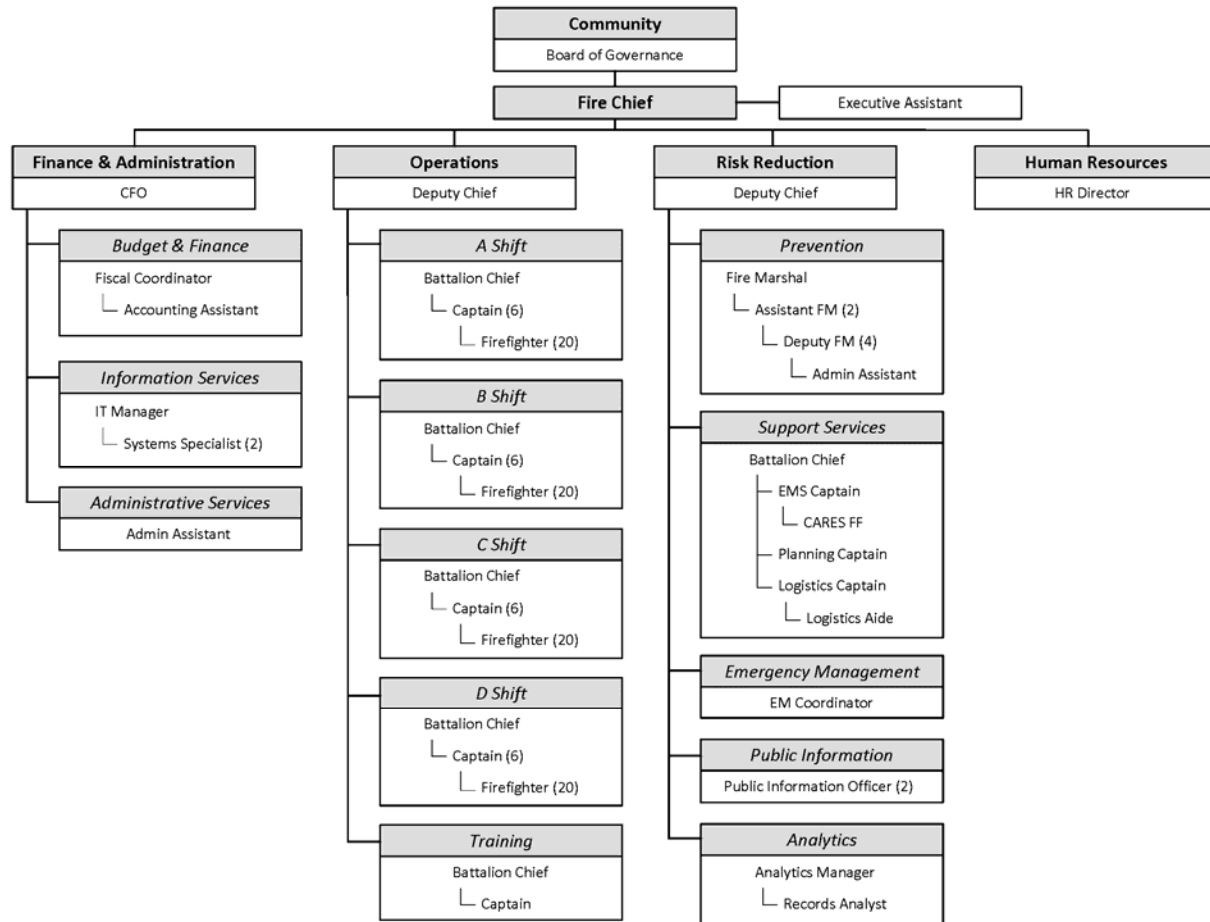 Community
Board of Governance
Fire Chief
Executive Assistant
Finance & Administration
CFO
Budget & Finance
Fiscal Coordinator
Accounting Assistant
Information Services
IT Manager
Systems Specialist (2)
Administrative Services
Admin Assistant
Operations
Deputy Chief
A Shift
Battalion Chief
Captain (6)
Firefighter (20)
B Shift
Battalion Chief
Captain (6)
Firefighter (20)
C Shift
Battalion Chief
Captain (6)
Firefighter (20)
D Shift
Battalion Chief
Captain (6)
Firefighter (20)
Training
Battalion Chief
Captain
Risk Reduction
Deputy Chief
Prevention
Fire Marshal
Assistant FM (2)
Deputy FM (4)
Admin Assistant
Support Services
Battalion Chief
EMS Captain
CARES FF
Planning Captain
Logistics Captain
Logistics Aide
Emergency Management
EM Coordinator
Public Information
Public Information Officer (2)
Analytics
Analytics Manager
Records Analyst
Human Resources
HR Director